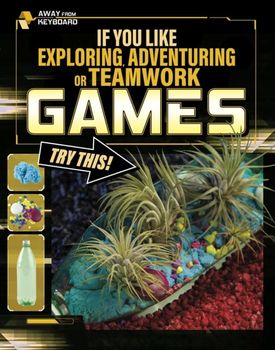 AWAY FROM
KEYBOARD
IF YOU LIKE
EXPLORING, ADVENTURING
OR TEAMWORK
GAMES
TRY THIS!